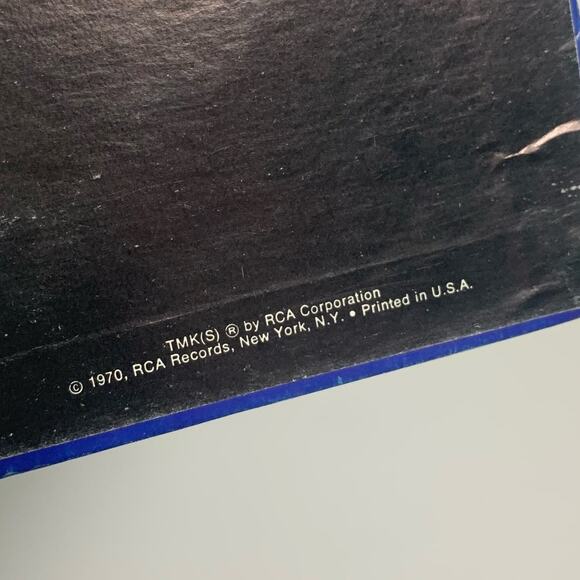 TMK(S) ® by RCA Corporation
© 1970, RCA Records, New York, N.Y. • Printed in U.S.A.